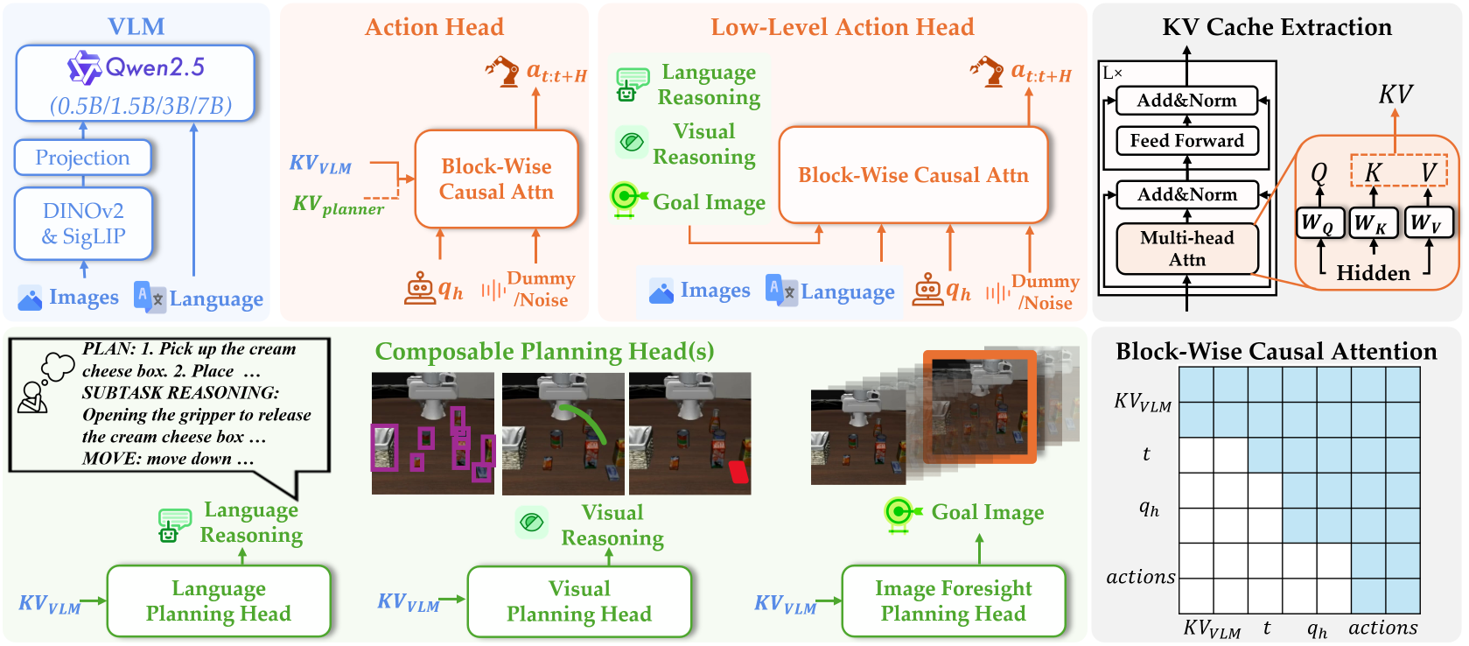 VLM
Qwen2.5
(0.5B/1.5B/3B/7B)
Projection
DINOv2
& SigLIP
Images
Language
Action Head
a_{t:t+H}
KV_{VLM}
KV_{planner}
Block-Wise
Causal Attn
q_h
Dummy
/Noise
Low-Level Action Head
Language
Reasoning
Visual
Reasoning
Goal Image
a_{t:t+H}
Block-Wise Causal Attn
Images
Language
q_h
Dummy
/Noise
KV Cache Extraction
L×
Add&Norm
Feed Forward
Add&Norm
Multi-head
Attn
KV
Q
K
V
W_Q
W_K
W_V
Hidden
PLAN: 1. Pick up the cream
cheese box. 2. Place …
SUBTASK REASONING:
Opening the gripper to release
the cream cheese box …
MOVE: move down …
Composable Planning Head(s)
Language
Reasoning
KV_{VLM}
Language
Planning Head
Visual
Reasoning
KV_{VLM}
Visual
Planning Head
Goal Image
KV_{VLM}
Image Foresight
Planning Head
Block-Wise Causal Attention
KV_{VLM}
t
q_h
actions
KV_{VLM}
t
q_h
actions